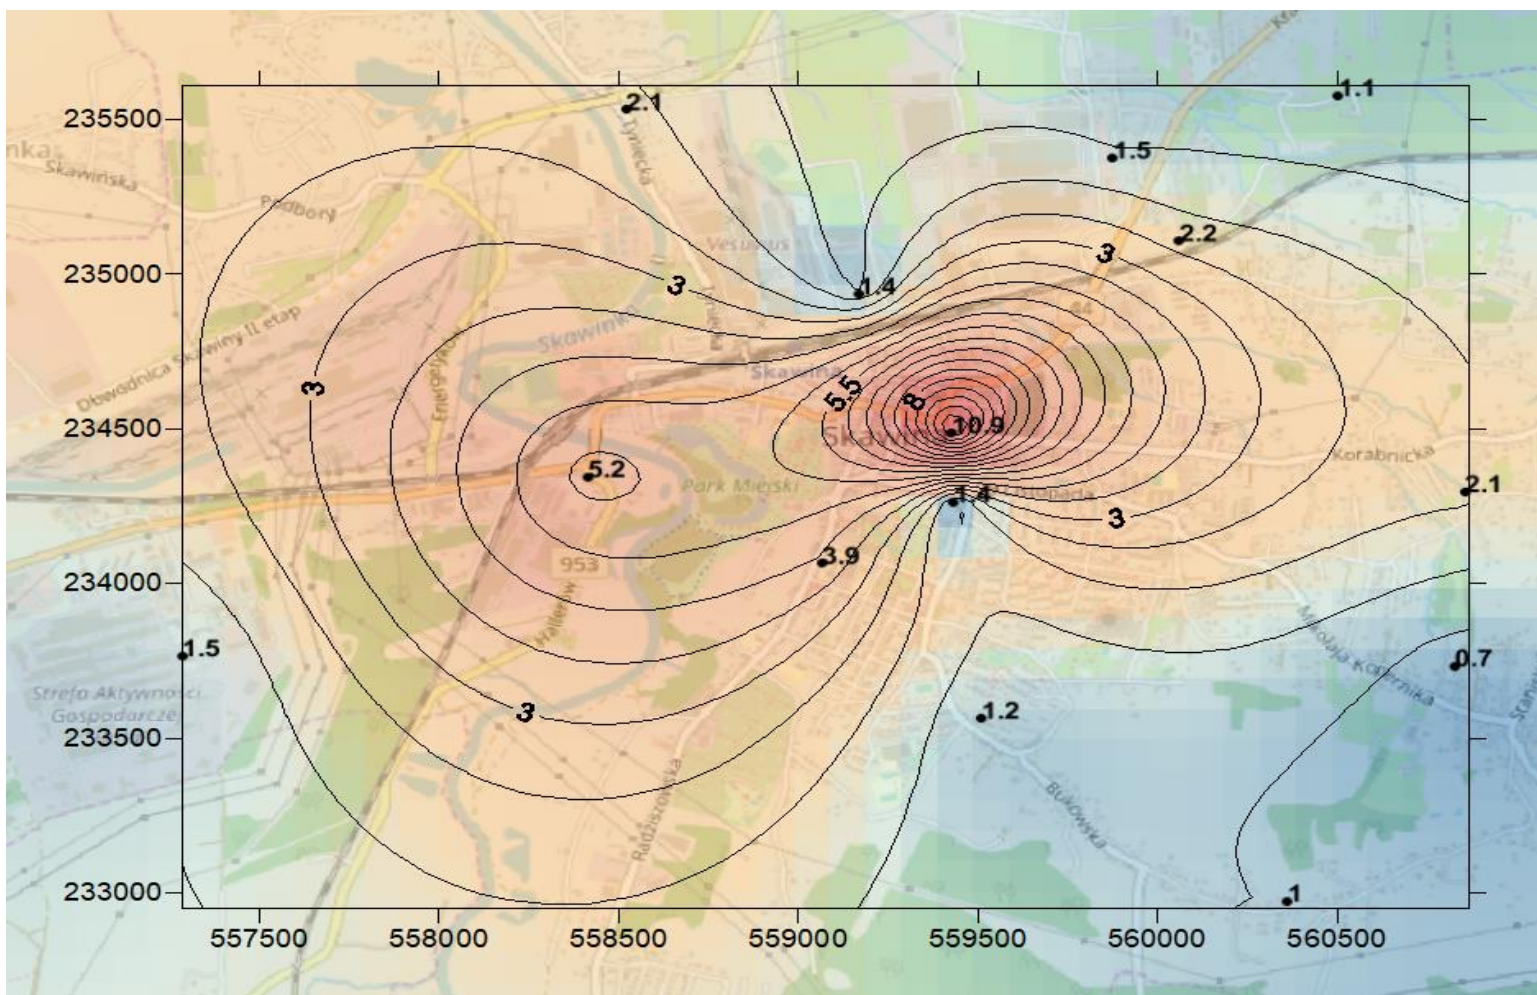 2.1
1.1
235500
nka
Tyniecka
1.5
Skawińska
Podbory
2.2
Vesuvius
3
235000
3
1.4
Skawinka
44
Obwodnica Skawiny II etap
Skawina
3
5.5
8
234500
10.9
Skawina
Korabnicka
5.2
Park Miejski
2.1
1.4
3
3.9
953
234000
Hallerów
Mikołaja Kopernika
1.5
0.7
Strefa Aktywności
Gospodarczej
3
1.2
233500
Radziszowska
Bukowska
233000
1
557500 558000 558500 559000 559500 560000 560500